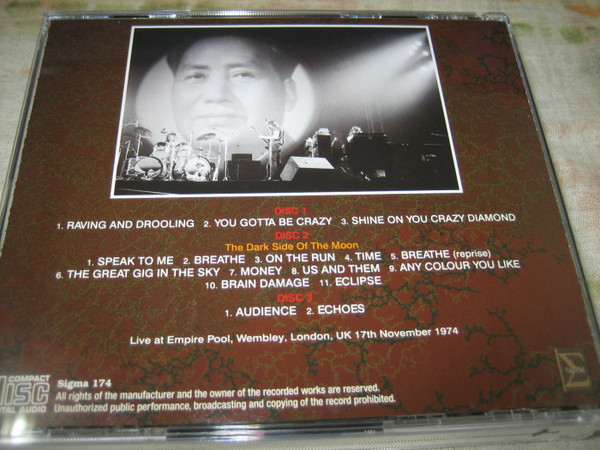 DISC 1
1. RAVING AND DROOLING 2. YOU GOTTA BE CRAZY 3. SHINE ON YOU CRAZY DIAMOND
DISC 2
The Dark Side Of The Moon
1. SPEAK TO ME 2. BREATHE 3. ON THE RUN 4. TIME 5. BREATHE (reprise)
6. THE GREAT GIG IN THE SKY 7. MONEY 8. US AND THEM 9. ANY COLOUR YOU LIKE
10. BRAIN DAMAGE 11. ECLIPSE
DISC 3
1. AUDIENCE 2. ECHOES
Live at Empire Pool, Wembley, London, UK 17th November 1974
COMPACT
disc
DIGITAL AUDIO
Sigma 174
All rights of the manufacturer and the owner of the recorded works are reserved.
Unauthorized public performance, broadcasting and copying of the record prohibited.
Σ